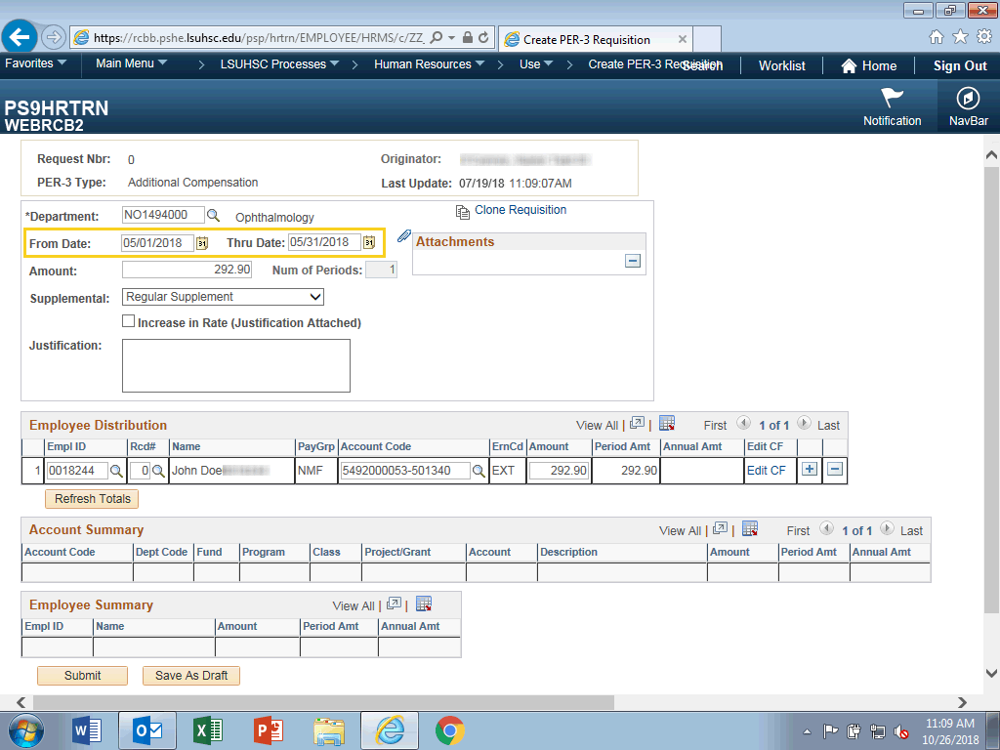 https://rcbb.pshe.lsuhsc.edu/psp/hrtrn/EMPLOYEE/HRMS/c/ZZ_
Create PER-3 Requisition
Favorites Main Menu > LSUHSC Processes > Human Resources > Use > Create PER-3 Requisition Search Worklist Home Sign Out
PS9HRTRN
WEBRCB2
Notification NavBar
Request Nbr: 0 Originator:
PER-3 Type: Additional Compensation Last Update: 07/19/18 11:09:07AM
*Department: NO1494000 Ophthalmology Clone Requisition
From Date: 05/01/2018 Thru Date: 05/31/2018 Attachments
Amount: 292.90 Num of Periods: 1
Supplemental: Regular Supplement
Increase in Rate (Justification Attached)
Justification:
Employee Distribution View All | | First 1 of 1 Last
Empl ID Rcd# Name PayGrp Account Code ErnCd Amount Period Amt Annual Amt Edit CF
1 0018244 0 John Doe NMF 5492000053-501340 EXT 292.90 292.90 Edit CF
Refresh Totals
Account Summary View All | | First 1 of 1 Last
Account Code Dept Code Fund Program Class Project/Grant Account Description Amount Period Amt Annual Amt
Employee Summary View All | |
Empl ID Name Amount Period Amt Annual Amt
Submit Save As Draft
11:09 AM
10/26/2018